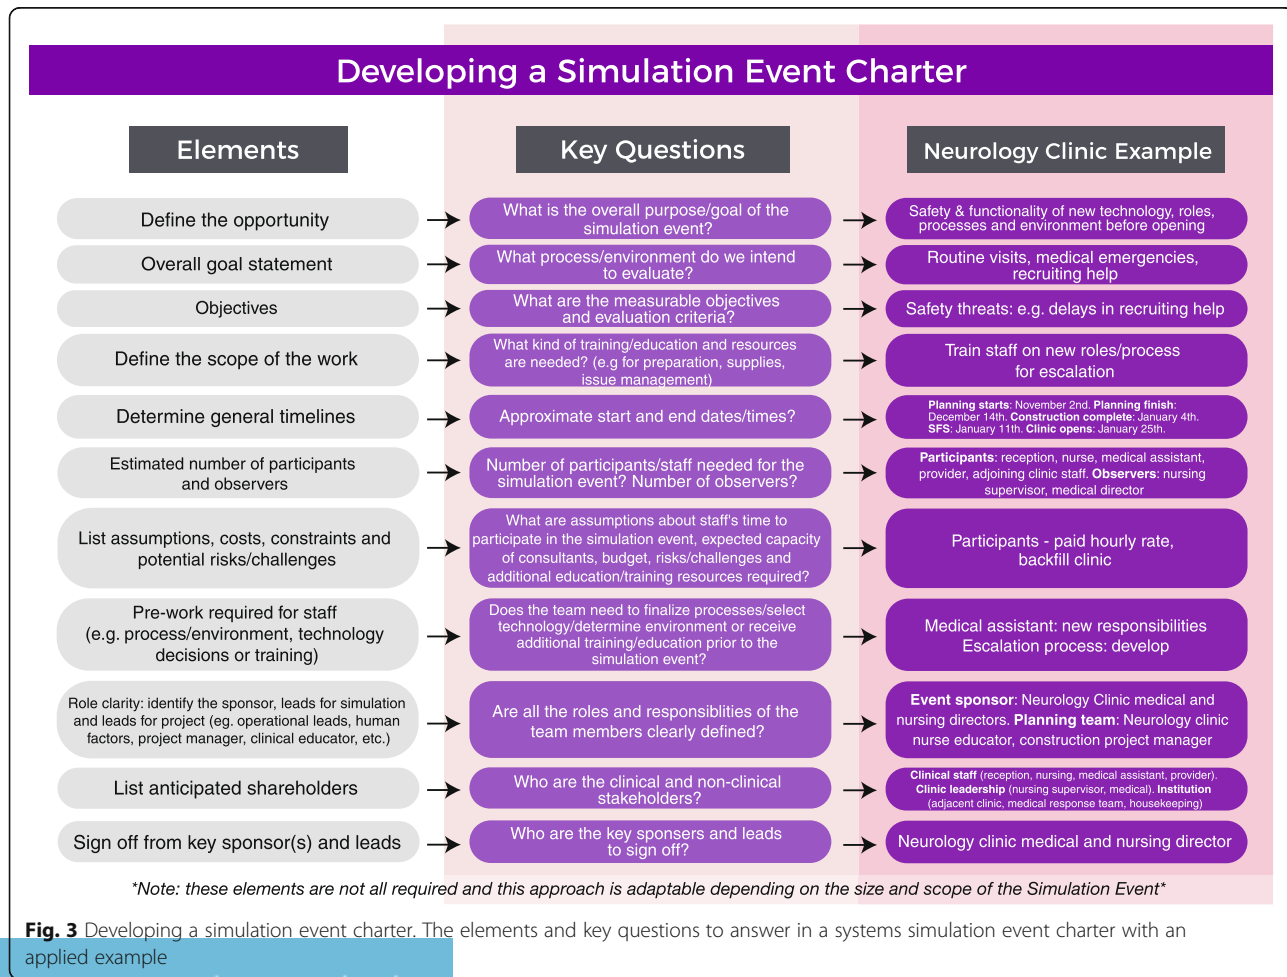 Developing a Simulation Event Charter
Elements
Key Questions
Neurology Clinic Example
Define the opportunity
What is the overall purpose/goal of the
simulation event?
Safety & functionality of new technology, roles,
processes and environment before opening
Overall goal statement
What process/environment do we intend
to evaluate?
Routine visits, medical emergencies,
recruiting help
Objectives
What are the measurable objectives
and evaluation criteria?
Safety threats: e.g. delays in recruiting help
Define the scope of the work
What kind of training/education and resources
are needed? (e.g for preparation, supplies,
issue management)
Train staff on new roles/process
for escalation
Determine general timelines
Approximate start and end dates/times?
Planning starts: November 2nd. Planning finish:
December 14th. Construction complete: January 4th.
SFS: January 11th. Clinic opens: January 25th.
Estimated number of participants
and observers
Number of participants/staff needed for the
simulation event? Number of observers?
Participants: reception, nurse, medical assistant,
provider, adjoining clinic staff. Observers: nursing
supervisor, medical director
List assumptions, costs, constraints and
potential risks/challenges
What are assumptions about staff's time to
participate in the simulation event, expected capacity
of consultants, budget, risks/challenges and
additional education/training resources required?
Participants - paid hourly rate,
backfill clinic
Pre-work required for staff
(e.g. process/environment, technology
decisions or training)
Does the team need to finalize processes/select
technology/determine environment or receive
additional training/education prior to the
simulation event?
Medical assistant: new responsibilities
Escalation process: develop
Role clarity: identify the sponsor, leads for simulation
and leads for project (eg. operational leads, human
factors, project manager, clinical educator, etc.)
Are all the roles and responsiblities of the
team members clearly defined?
Event sponsor: Neurology Clinic medical and
nursing directors. Planning team: Neurology clinic
nurse educator, construction project manager
List anticipated shareholders
Who are the clinical and non-clinical
stakeholders?
Clinical staff (reception, nursing, medical assistant, provider).
Clinic leadership (nursing supervisor, medical). Institution
(adjacent clinic, medical response team, housekeeping)
Sign off from key sponsor(s) and leads
Who are the key sponsers and leads
to sign off?
Neurology clinic medical and nursing director
*Note: these elements are not all required and this approach is adaptable depending on the size and scope of the Simulation Event*
Fig. 3 Developing a simulation event charter. The elements and key questions to answer in a systems simulation event charter with an
applied example